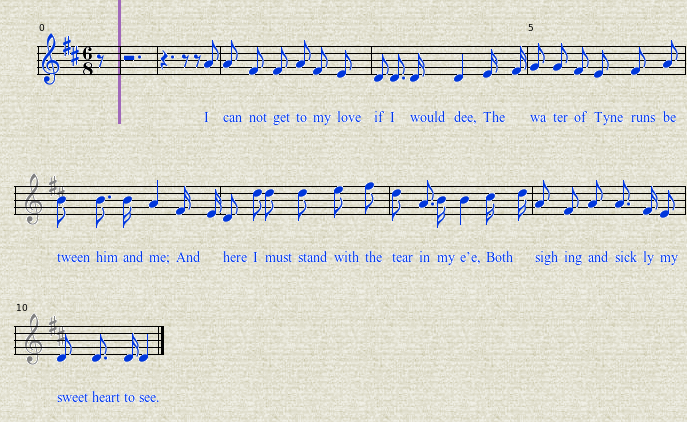 0 5
6
8
I can not get to my love if I would dee, The wa ter of Tyne runs be
tween him and me; And here I must stand with the tear in my e'e, Both sigh ing and sick ly my
10
sweet heart to see.